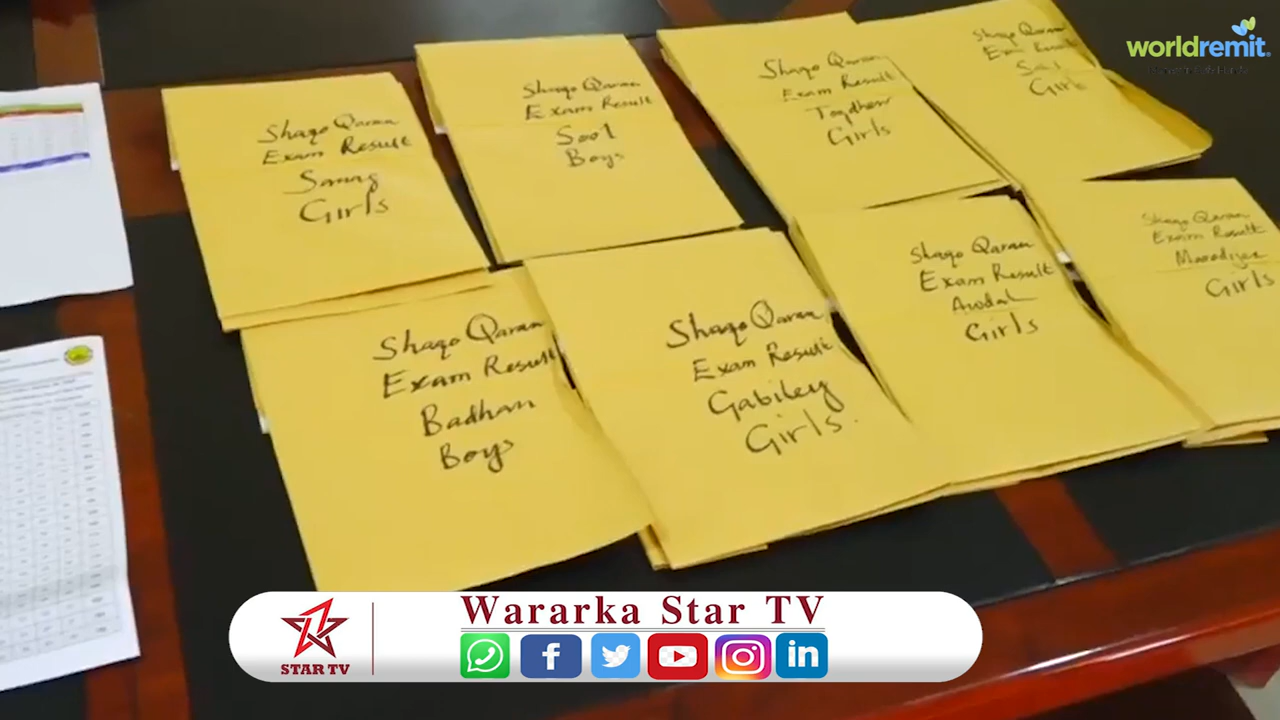 worldremit
Shaqo Qaran
Exam Result
Sanag
Girls
Shaqo Qaran
Exam Result
Sool
Boys
Shaqo Qaran
Exam Result
Togdheer
Girls
Shaqo Qaran
Exam Result
Girls
Shaqo Qaran
Exam Result
Badhan
Boys
Shaqo Qaran
Exam Result
Gabiley
Girls.
Shaqo Qaran
Exam Result
Awdal
Girls
Shaqo Qaran
Exam Result
Girls
STAR TV
Wararka Star TV